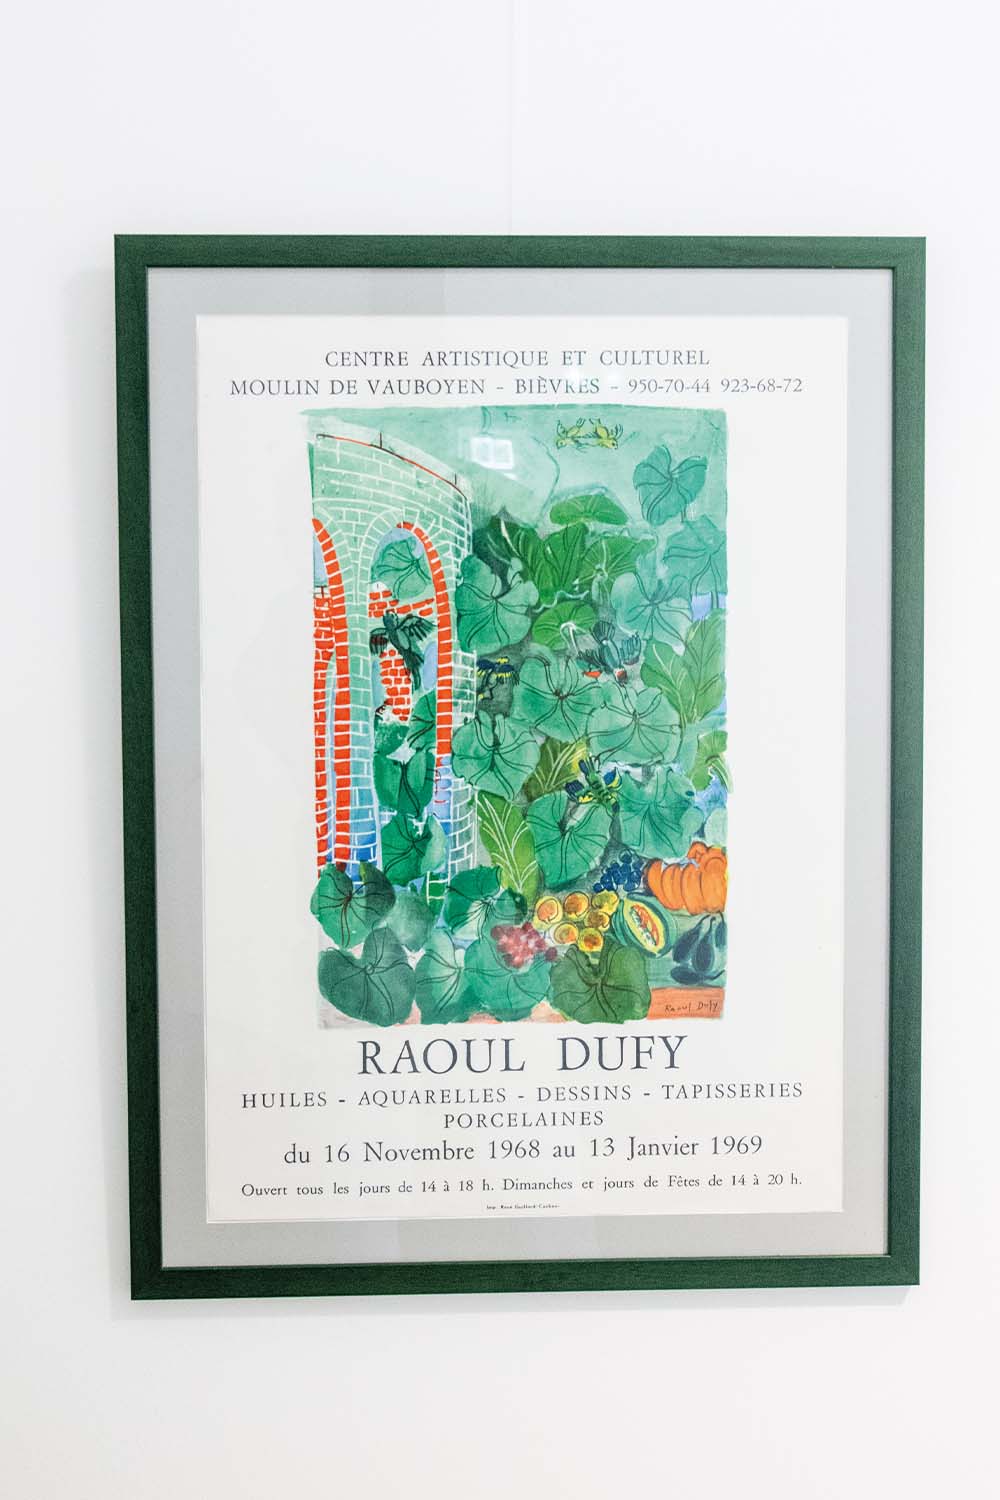 CENTRE ARTISTIQUE ET CULTUREL
MOULIN DE VAUBOYEN - BIÈVRES - 950-70-44 923-68-72
Raoul Dufy
RAOUL DUFY
HUILES - AQUARELLES - DESSINS - TAPISSERIES
PORCELAINES
du 16 Novembre 1968 au 13 Janvier 1969
Ouvert tous les jours de 14 à 18 h. Dimanches et jours de Fêtes de 14 à 20 h.
Imp. René